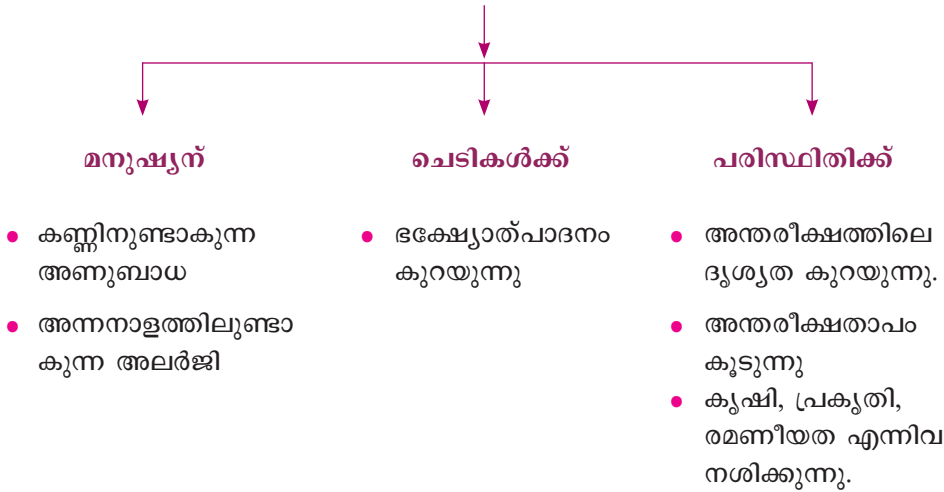 മനുഷ്യന്
കണ്ണിനുണ്ടാകുന്ന
അണുബാധ
അന്നനാളത്തിലുണ്ടാ
കുന്ന അലർജി
ചെടികൾക്ക്
ഭക്ഷ്യോത്പാദനം
കുറയുന്നു
പരിസ്ഥിതിക്ക്
അന്തരീക്ഷത്തിലെ
ദൃശ്യത കുറയുന്നു.
അന്തരീക്ഷതാപം
കൂടുന്നു
കൃഷി, പ്രകൃതി,
രമണീയത എന്നിവ
നശിക്കുന്നു.